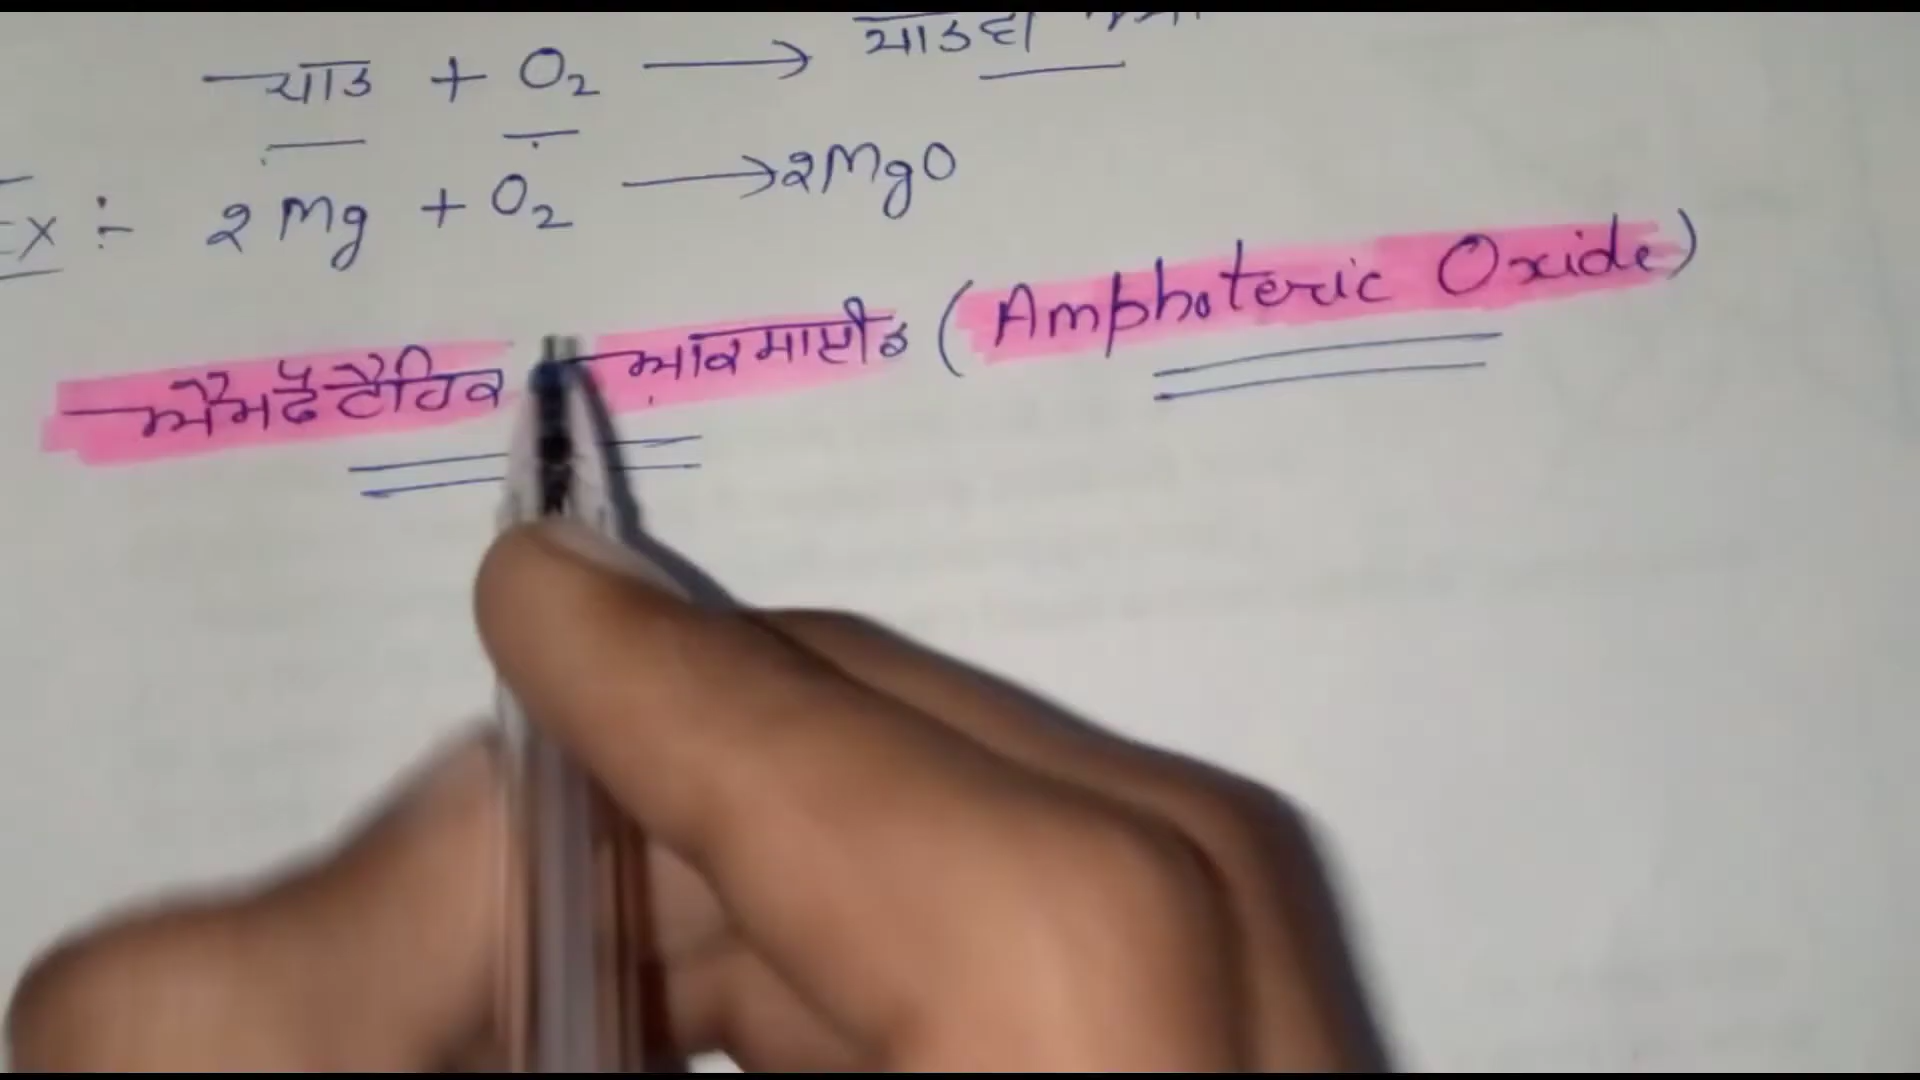 ਧਾਤ + O₂ → ਧਾਤਵੀ
Ex :- 2Mg + O₂ → 2MgO
ਐਮਫੋਟੈਰਿਕ ਆਕਸਾਈਡ (Amphoteric Oxide)